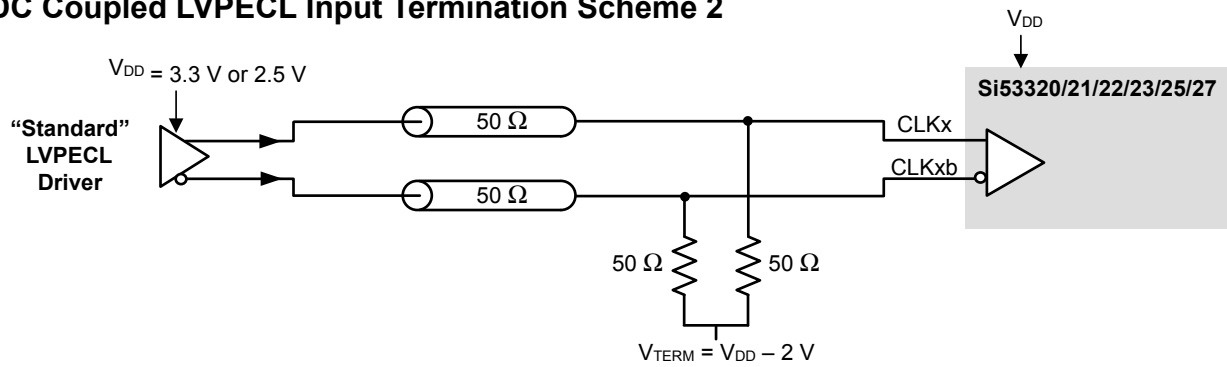 DC Coupled LVPECL Input Termination Scheme 2
VDD
VDD = 3.3 V or 2.5 V
Si53320/21/22/23/25/27
“Standard”
LVPECL
Driver
50 Ω
CLKx
50 Ω
CLKxb
50 Ω
50 Ω
VTERM = VDD – 2 V